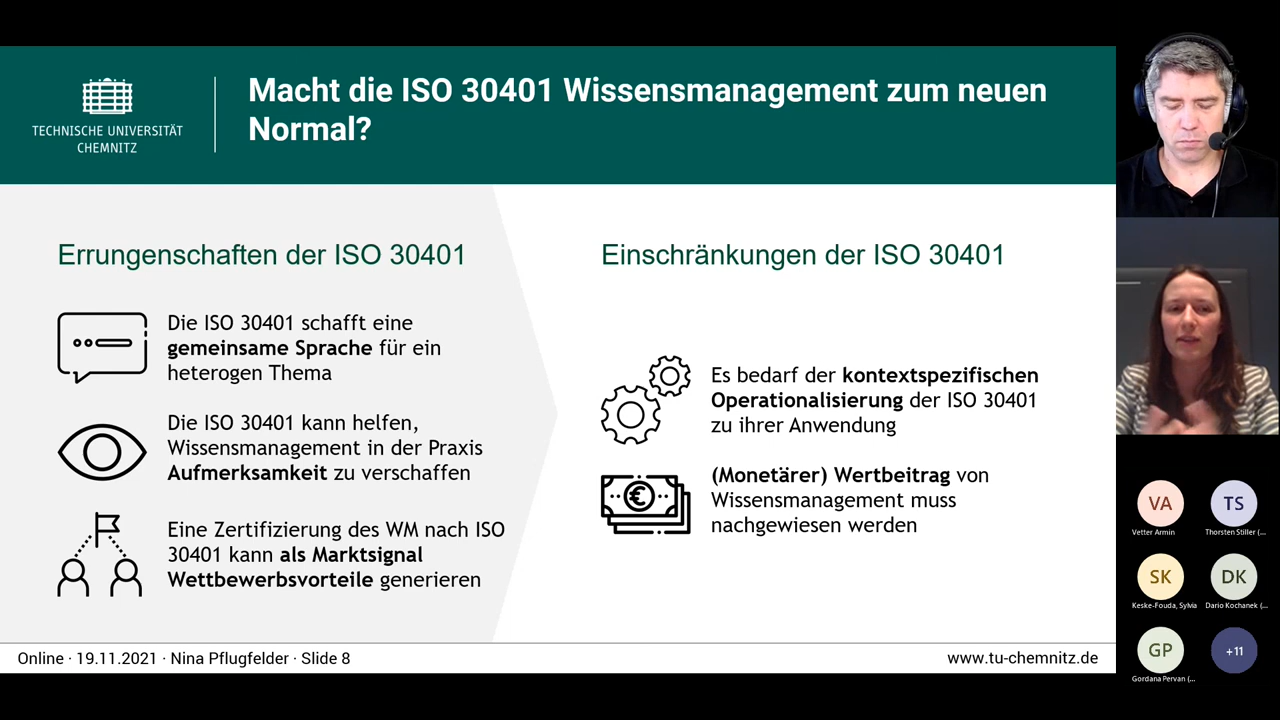 TECHNISCHE UNIVERSITÄT
CHEMNITZ
Macht die ISO 30401 Wissensmanagement zum neuen
Normal?
Errungenschaften der ISO 30401
Die ISO 30401 schafft eine
gemeinsame Sprache für ein
heterogen Thema
Die ISO 30401 kann helfen,
Wissensmanagement in der Praxis
Aufmerksamkeit zu verschaffen
Eine Zertifizierung des WM nach ISO
30401 kann als Marktsignal
Wettbewerbsvorteile generieren
Einschränkungen der ISO 30401
Es bedarf der kontextspezifischen
Operationalisierung der ISO 30401
zu ihrer Anwendung
€
(Monetärer) Wertbeitrag von
Wissensmanagement muss
nachgewiesen werden
Online · 19.11.2021 · Nina Pflugfelder · Slide 8
www.tu-chemnitz.de
VA
Vetter Armin
TS
Thorsten Stiller (...
SK
Keske-Fouda, Sylvia
DK
Dario Kochanek (...
GP
Gordana Pervan (...
+11